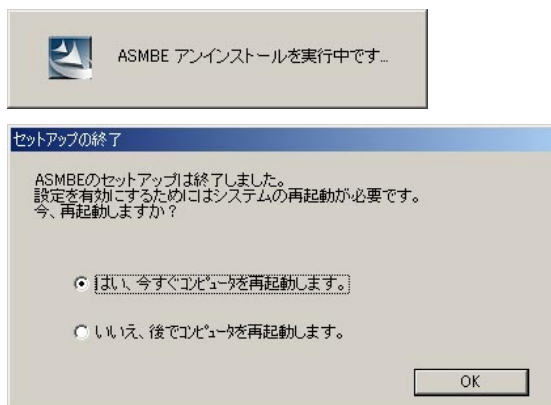 ASMBE アンインストールを実行中です...
セットアップの終了
ASMBEのセットアップは終了しました。
設定を有効にするためにはシステムの再起動が必要です。
今、再起動しますか？
はい、今すぐｺﾝﾋﾟｭｰﾀを再起動します。
いいえ、後でｺﾝﾋﾟｭｰﾀを再起動します。
OK